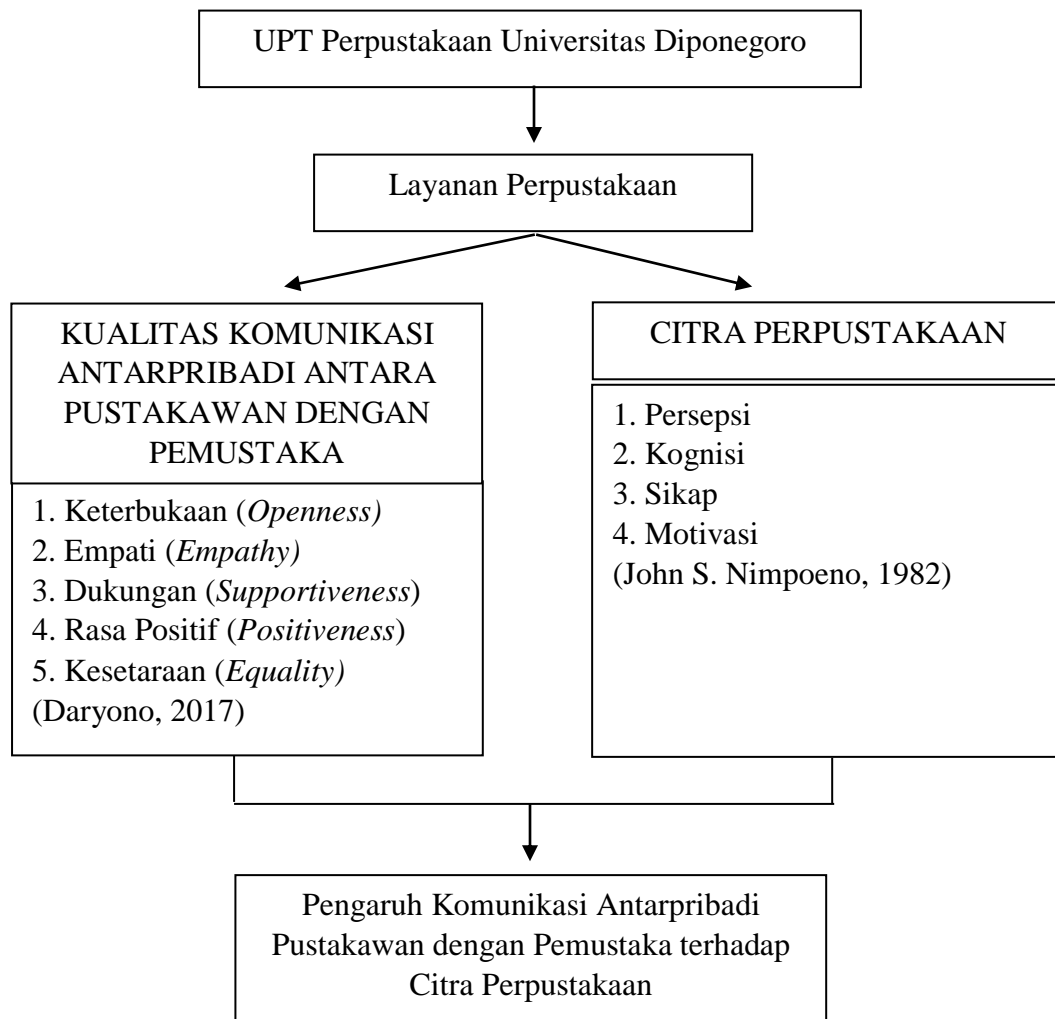 UPT Perpustakaan Universitas Diponegoro
Layanan Perpustakaan
KUALITAS KOMUNIKASI
ANTARPRIBADI ANTARA
PUSTAKAWAN DENGAN
PEMUSTAKA
1. Keterbukaan (Openness)
2. Empati (Empathy)
3. Dukungan (Supportiveness)
4. Rasa Positif (Positiveness)
5. Kesetaraan (Equality)
(Daryono, 2017)
CITRA PERPUSTAKAAN
1. Persepsi
2. Kognisi
3. Sikap
4. Motivasi
(John S. Nimpoeno, 1982)
Pengaruh Komunikasi Antarpribadi
Pustakawan dengan Pemustaka terhadap
Citra Perpustakaan